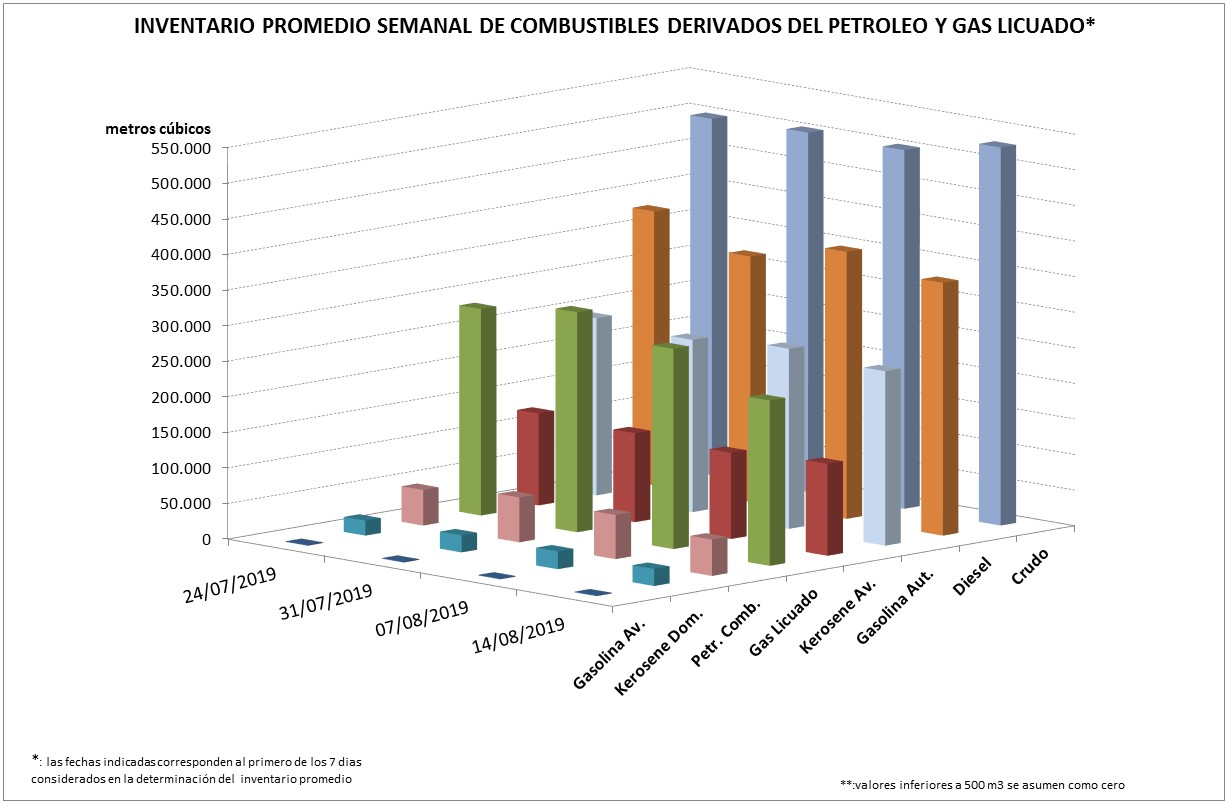 INVENTARIO PROMEDIO SEMANAL DE COMBUSTIBLES DERIVADOS DEL PETROLEO Y GAS LICUADO*
metros cúbicos
550.000
500.000
450.000
400.000
350.000
300.000
250.000
200.000
150.000
100.000
50.000
0
24/07/2019
31/07/2019
07/08/2019
14/08/2019
Gasolina Av.
Kerosene Dom.
Petr. Comb.
Gas Licuado
Kerosene Av.
Gasolina Aut.
Diesel
Crudo
*: las fechas indicadas corresponden al primero de los 7 dias
considerados en la determinación del inventario promedio
**:valores inferiores a 500 m3 se asumen como cero